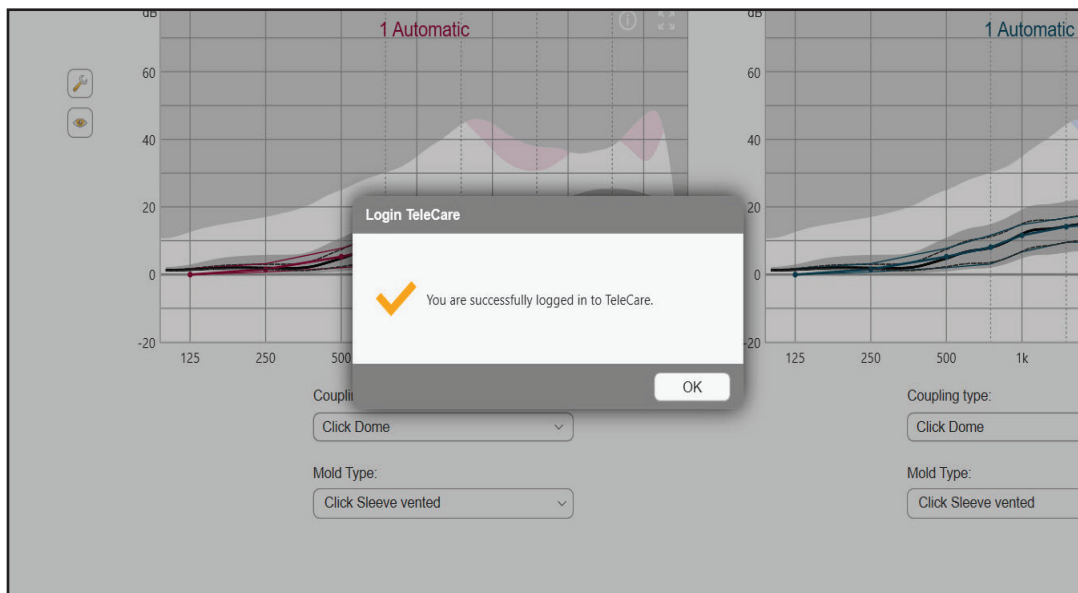 dB
1 Automatic
60
40
20
0
-20
125
250
500
dB
1 Automatic
60
40
20
0
-20
125
250
500
1k
Login TeleCare
You are successfully logged in to TeleCare.
OK
Coupli
Click Dome
Mold Type:
Click Sleeve vented
Coupling type:
Click Dome
Mold Type:
Click Sleeve vented